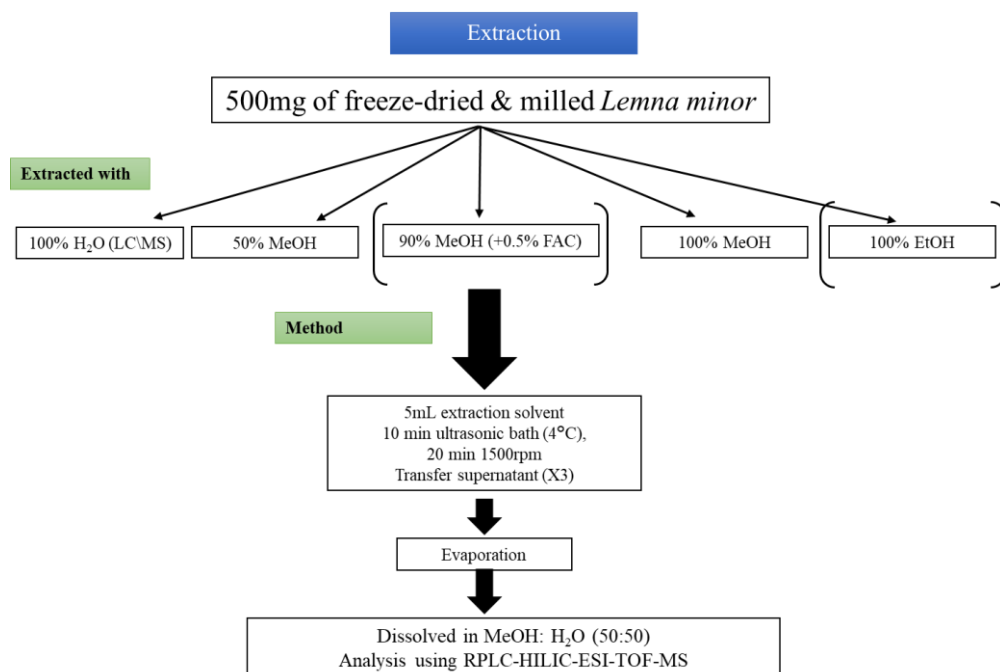 Extraction
500mg of freeze-dried & milled Lemna minor
Extracted with
100% H₂O (LC\MS)
50% MeOH
90% MeOH (+0.5% FAC)
100% MeOH
100% EtOH
Method
5mL extraction solvent
10 min ultrasonic bath (4°C),
20 min 1500rpm
Transfer supernatant (X3)
Evaporation
Dissolved in MeOH: H₂O (50:50)
Analysis using RPLC-HILIC-ESI-TOF-MS